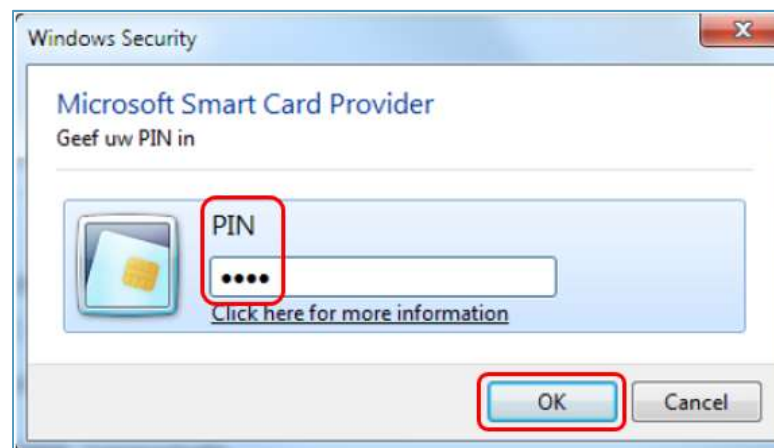 Windows Security
Microsoft Smart Card Provider
Geef uw PIN in
PIN
••••
Click here for more information
OK
Cancel